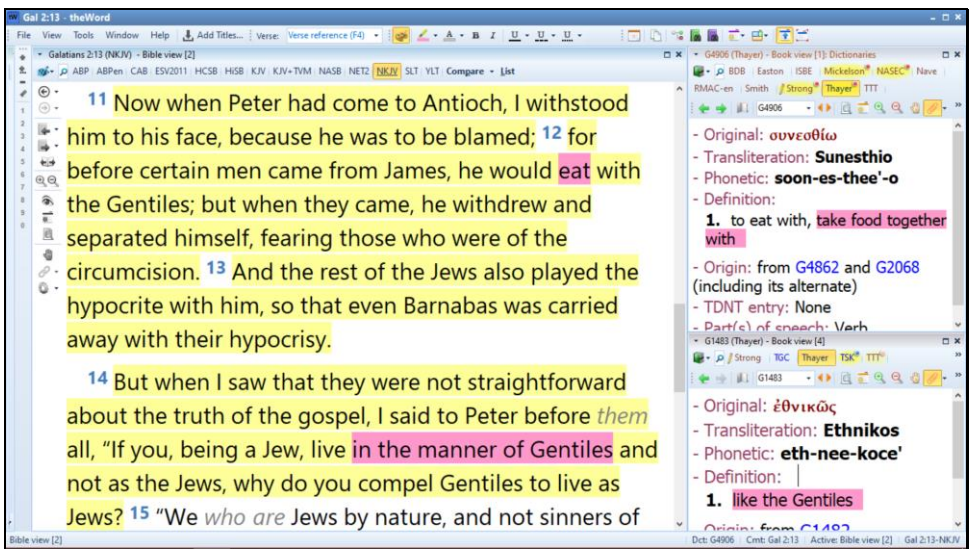 Gal 2:13 - theWord
File View Tools Window Help Add Titles... Verse: Verse reference (F4) B I U U U
Galatians 2:13 (NKJV) - Bible view [2]
ABP ABPen CAB ESV2011 HCSB HiSB KJV KJV+TVM NASB NET2 NKJV SLT YLT Compare List
11 Now when Peter had come to Antioch, I withstood
him to his face, because he was to be blamed; 12 for
before certain men came from James, he would eat with
the Gentiles; but when they came, he withdrew and
separated himself, fearing those who were of the
circumcision. 13 And the rest of the Jews also played the
hypocrite with him, so that even Barnabas was carried
away with their hypocrisy.
14 But when I saw that they were not straightforward
about the truth of the gospel, I said to Peter before them
all, “If you, being a Jew, live in the manner of Gentiles and
not as the Jews, why do you compel Gentiles to live as
Jews? 15 “We who are Jews by nature, and not sinners of
G4906 (Thayer) - Book view [1]: Dictionaries
BDB Easton ISBE Mickelson NASEC Nave
RMAC-en Smith Strong Thayer TTT
G4906
- Original: συνεσθίω
- Transliteration: Sunesthio
- Phonetic: soon-es-thee'-o
- Definition:
1. to eat with, take food together
with
- Origin: from G4862 and G2068
(including its alternate)
- TDNT entry: None
- Part(s) of speech: Verb
G1483 (Thayer) - Book view [4]
Strong TGC Thayer TSK TTT
G1483
- Original: ἐθνικῶς
- Transliteration: Ethnikos
- Phonetic: eth-nee-koce'
- Definition:
1. like the Gentiles
- Origin: from G1482
Bible view [2] Dct: G4906 Cmt: Gal 2:13 Active: Bible view [2] Gal 2:13-NKJV